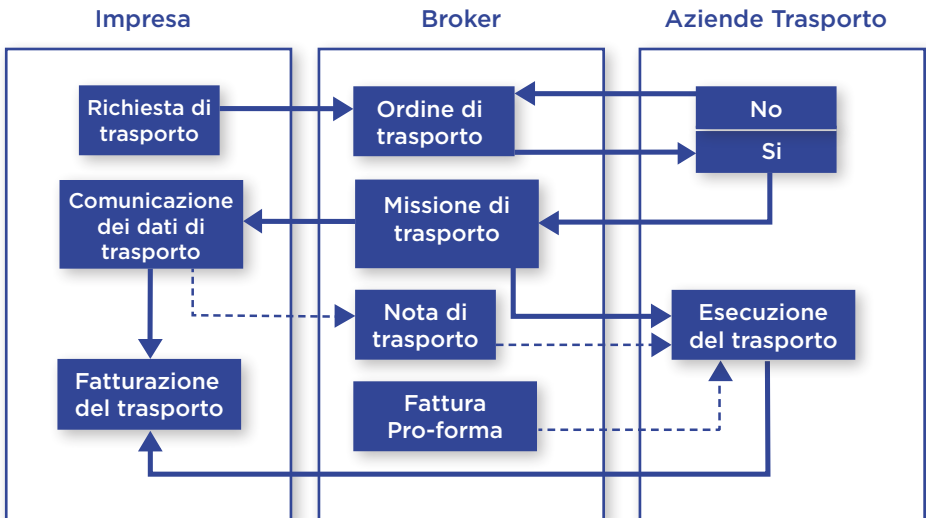 Impresa
Broker
Aziende Trasporto
Richiesta di
trasporto
Ordine di
trasporto
No
Si
Comunicazione
dei dati di
trasporto
Missione di
trasporto
Nota di
trasporto
Esecuzione
del trasporto
Fatturazione
del trasporto
Fattura
Pro-forma